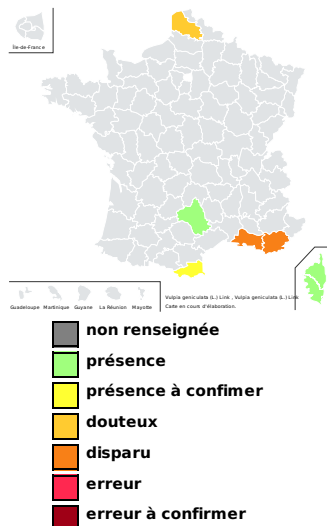 Île-de-France
Guadeloupe Martinique Guyane La Réunion Mayotte
Vulpia geniculata (L.) Link , Vulpia geniculata (L.) Link
Carte en cours d'élaboration.
non renseignée
présence
présence à confimer
douteux
disparu
erreur
erreur à confirmer